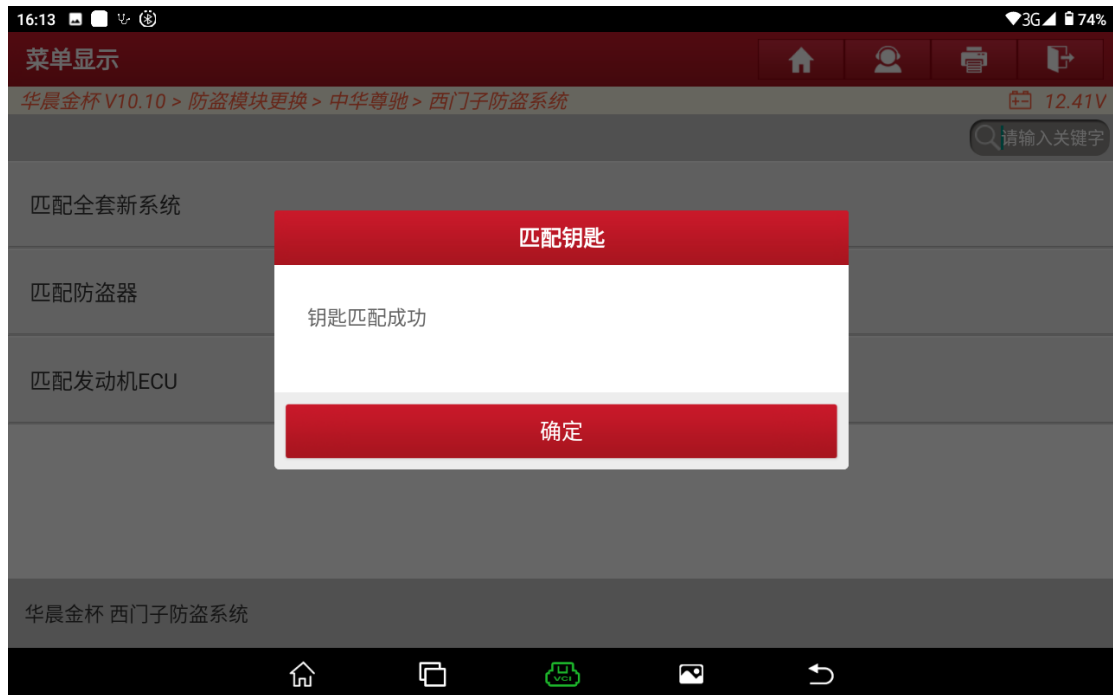 16:13
3G 74%
菜单显示
华晨金杯 V10.10 > 防盗模块更换 > 中华尊驰 > 西门子防盗系统
12.41V
请输入关键字
匹配全套新系统
匹配钥匙
匹配防盗器
钥匙匹配成功
匹配发动机ECU
确定
华晨金杯 西门子防盗系统
VCI